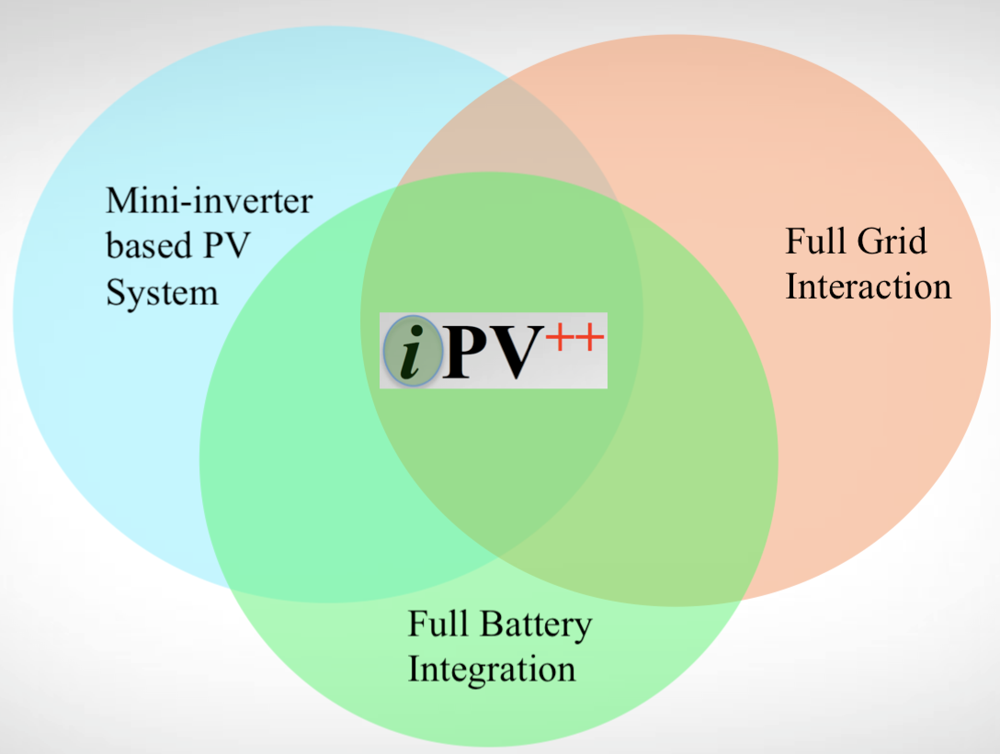 Mini-inverter
based PV
System
Full Grid
Interaction
iPV++
Full Battery
Integration